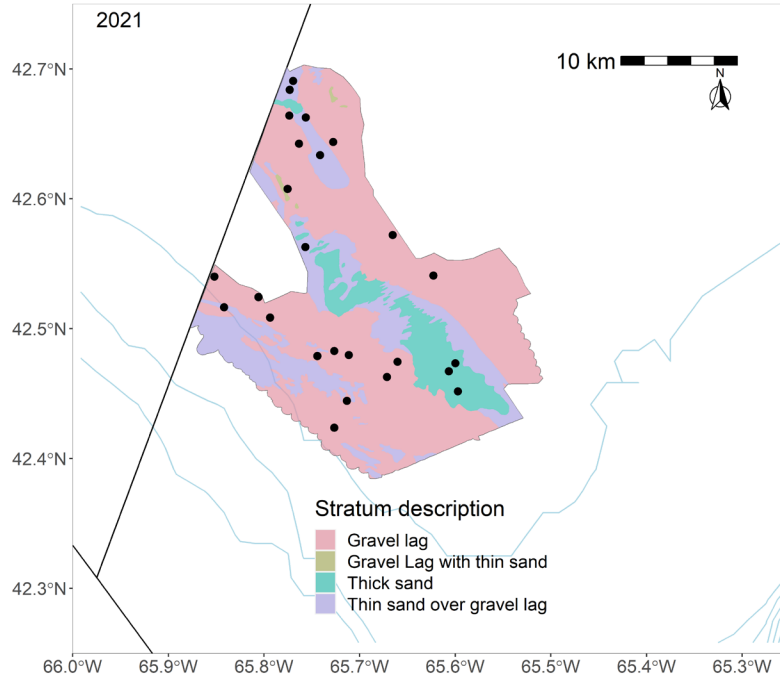 2021
10 km
N
42.7°N
42.6°N
42.5°N
42.4°N
42.3°N
Stratum description
Gravel lag
Gravel Lag with thin sand
Thick sand
Thin sand over gravel lag
66.0°W 65.9°W 65.8°W 65.7°W 65.6°W 65.5°W 65.4°W 65.3°W